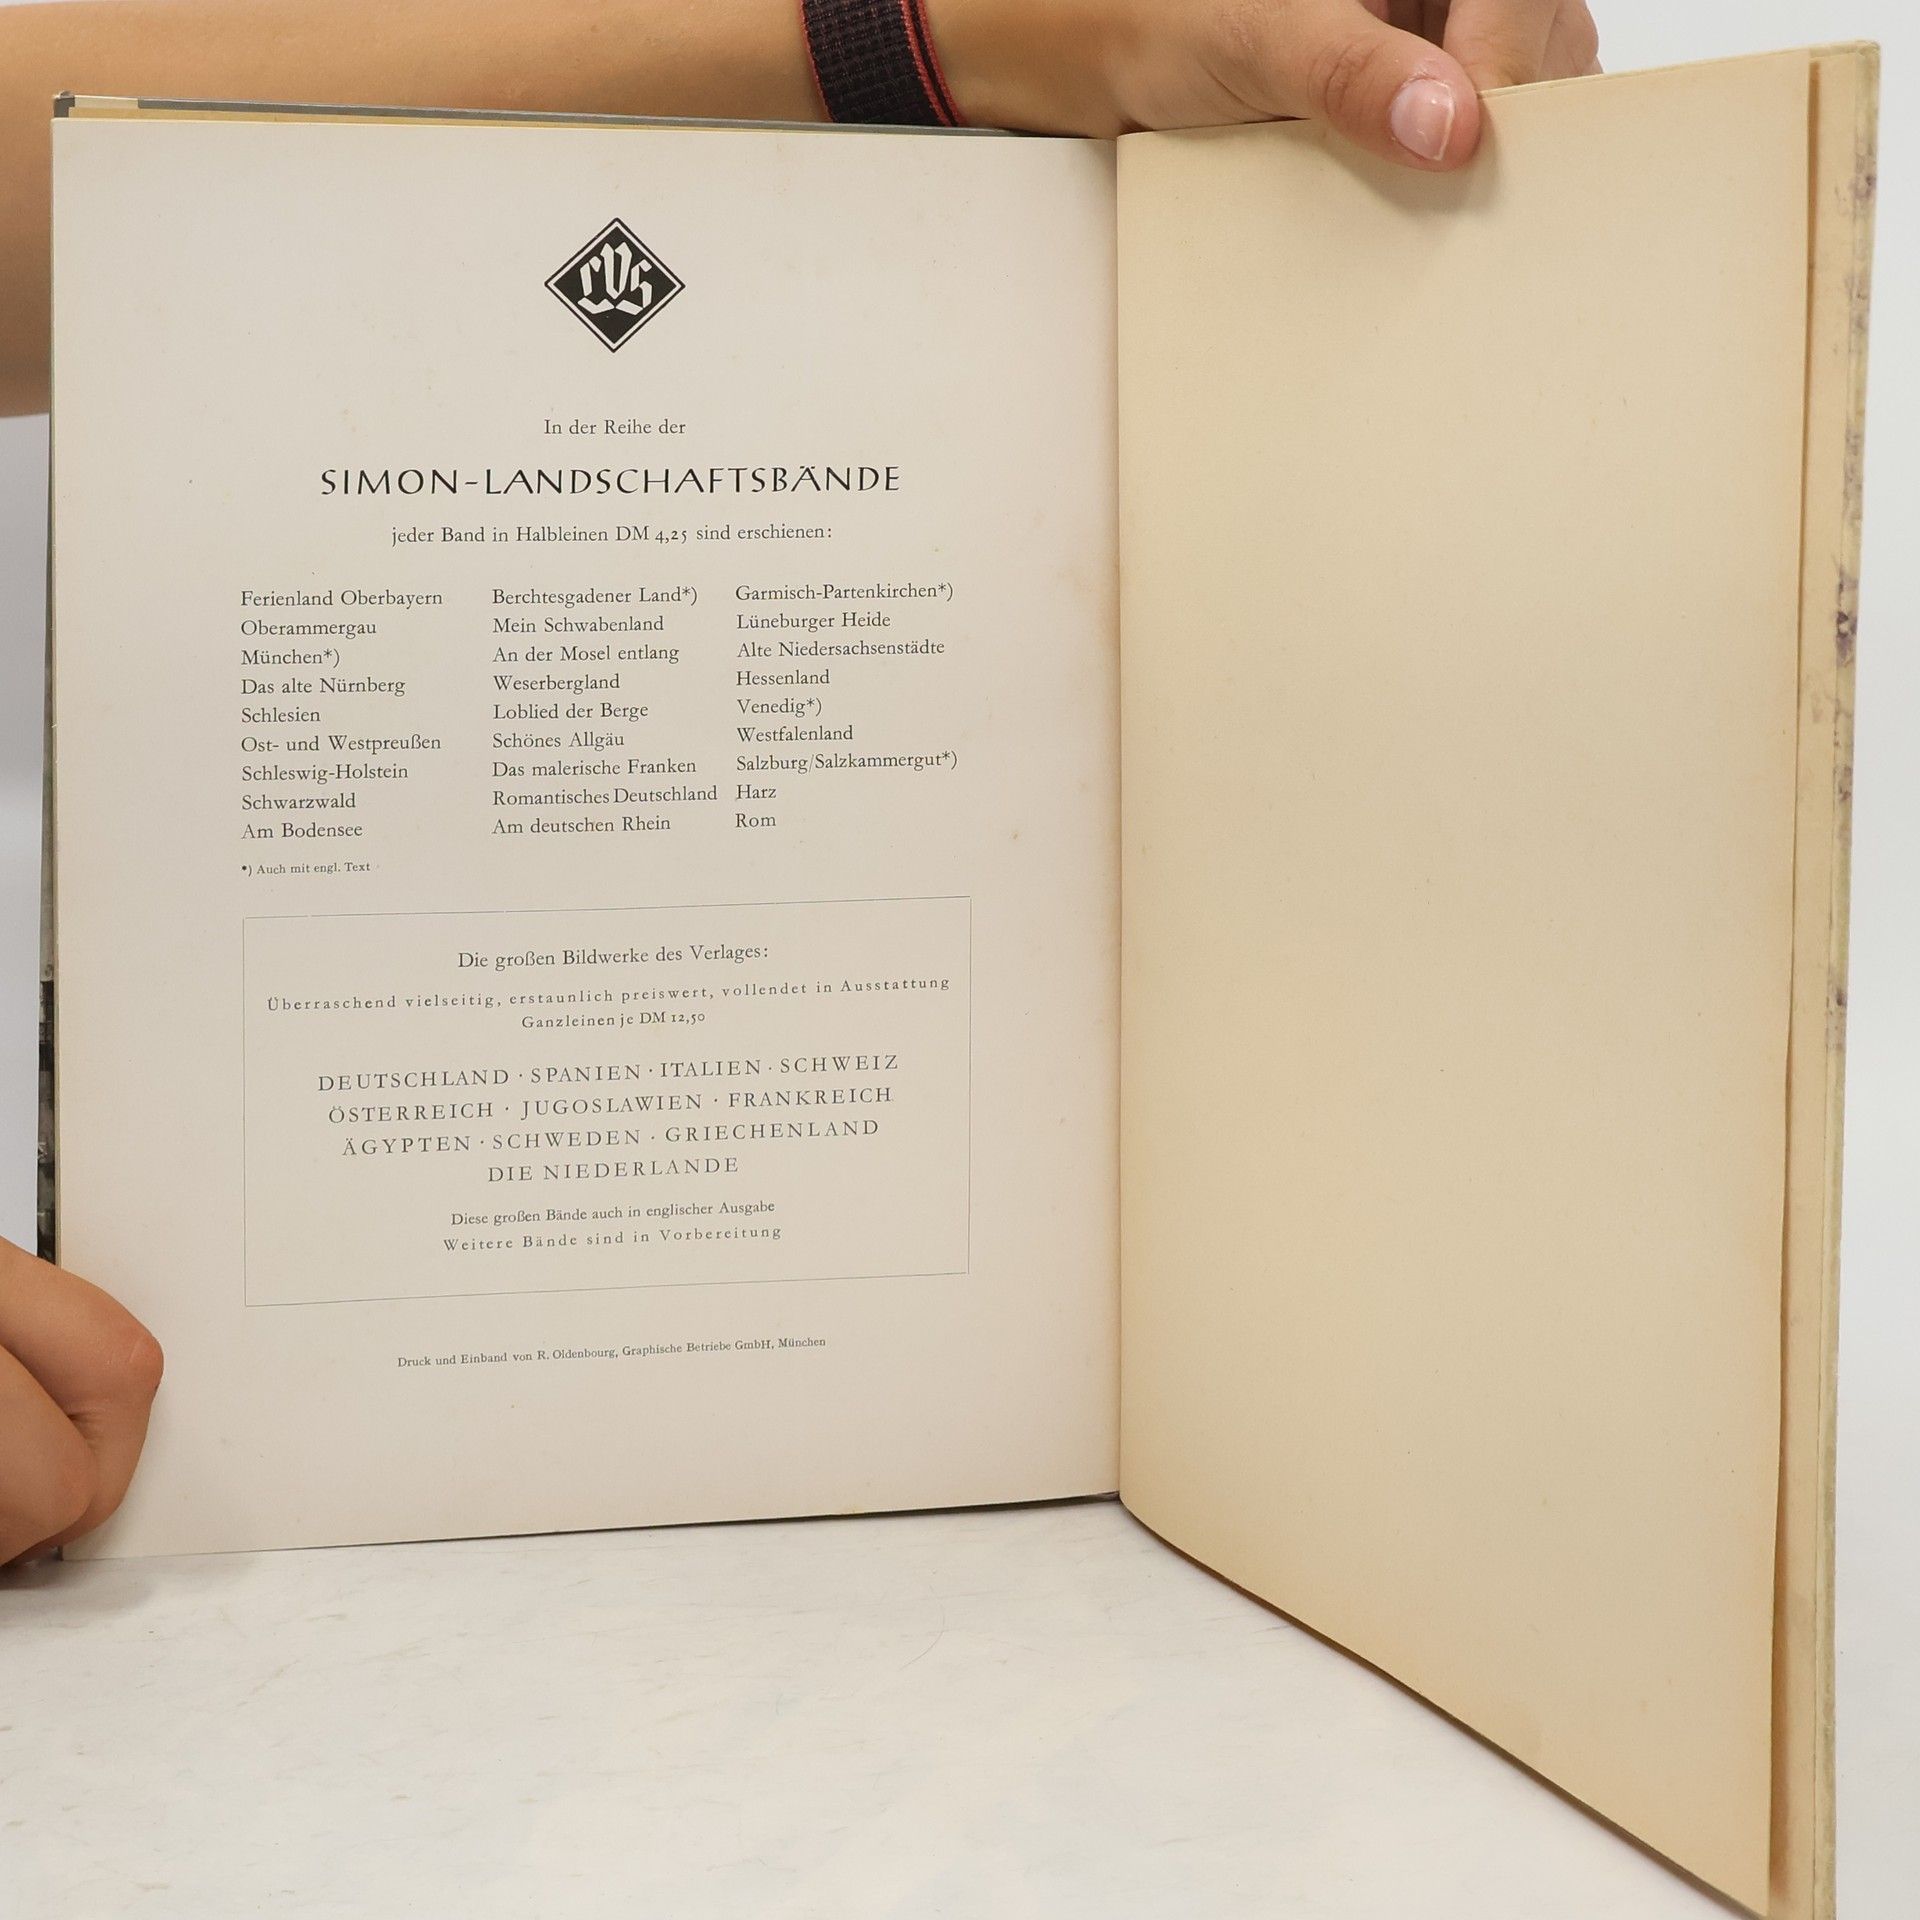 LVS
In der Reihe der
SIMON-LANDSCHAFTSBÄNDE
jeder Band in Halbleinen DM 4,25 sind erschienen:
Ferienland Oberbayern
Oberammergau
München*)
Das alte Nürnberg
Schlesien
Ost- und Westpreußen
Schleswig-Holstein
Schwarzwald
Am Bodensee
Berchtesgadener Land*)
Mein Schwabenland
An der Mosel entlang
Weserbergland
Loblied der Berge
Schönes Allgäu
Das malerische Franken
Romantisches Deutschland
Am deutschen Rhein
Garmisch-Partenkirchen*)
Lüneburger Heide
Alte Niedersachsenstädte
Hessenland
Venedig*)
Westfalenland
Salzburg/Salzkammergut*)
Harz
Rom
*) Auch mit engl. Text
Die großen Bildwerke des Verlages:
Überraschend vielseitig, erstaunlich preiswert, vollendet in Ausstattung
Ganzleinen je DM 12,50
DEUTSCHLAND · SPANIEN · ITALIEN · SCHWEIZ
ÖSTERREICH · JUGOSLAWIEN · FRANKREICH
ÄGYPTEN · SCHWEDEN · GRIECHENLAND
DIE NIEDERLANDE
Diese großen Bände auch in englischer Ausgabe
Weitere Bände sind in Vorbereitung
Druck und Einband von R. Oldenbourg, Graphische Betriebe GmbH, München